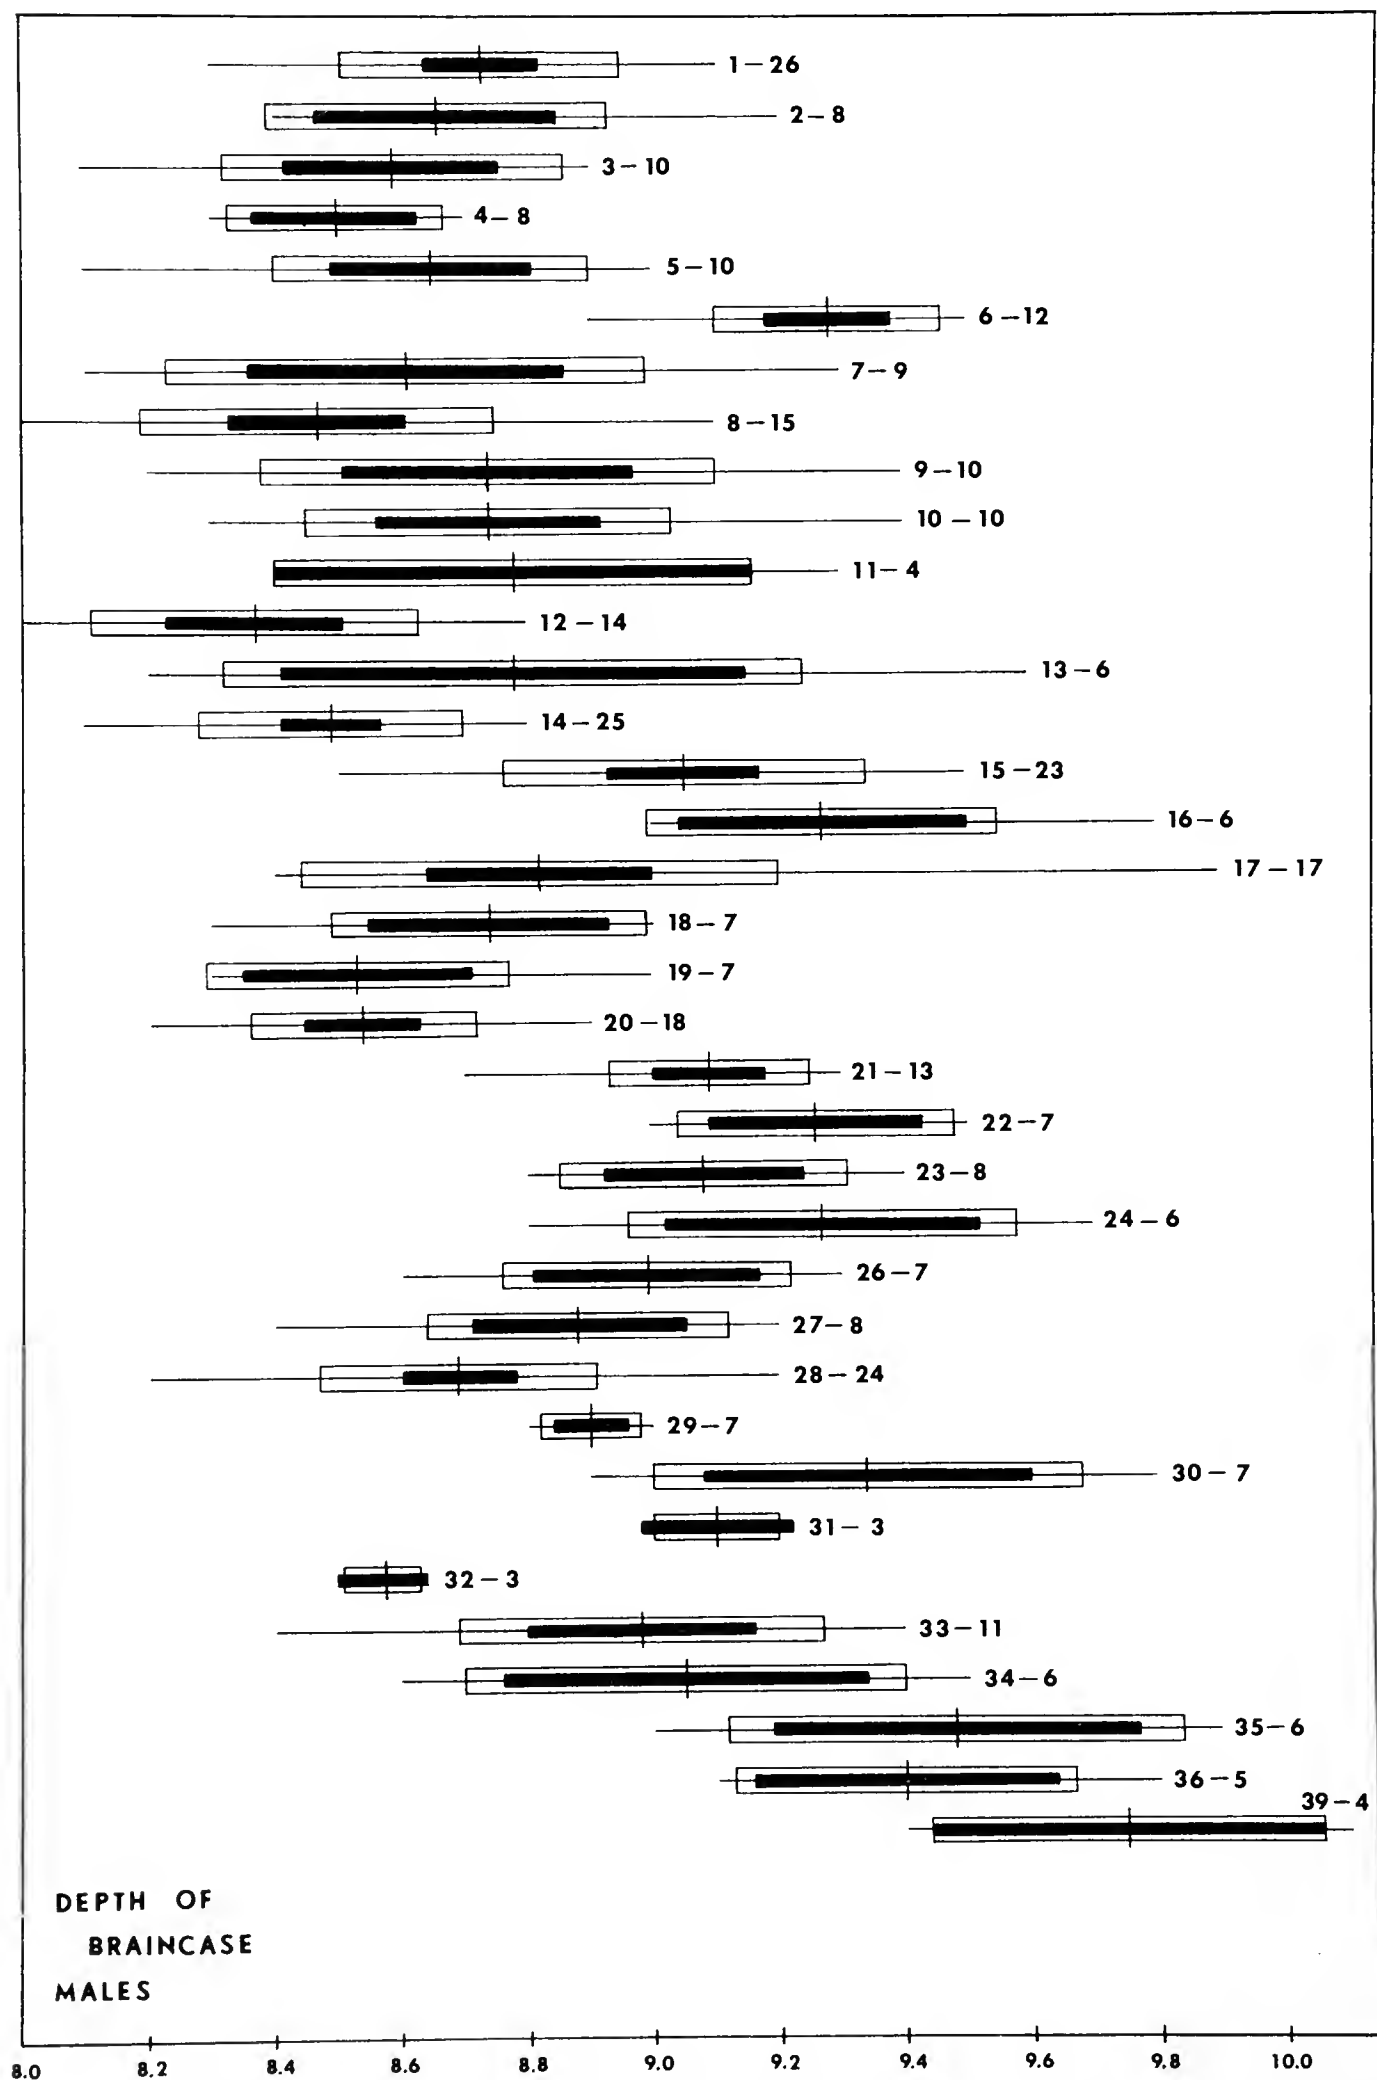 1 – 26
2 – 8
3 – 10
4 – 8
5 – 10
6 – 12
7 – 9
8 – 15
9 – 10
10 – 10
11 – 4
12 – 14
13 – 6
14 – 25
15 – 23
16 – 6
17 – 17
18 – 7
19 – 7
20 – 18
21 – 13
22 – 7
23 – 8
24 – 6
26 – 7
27 – 8
28 – 24
29 – 7
30 – 7
31 – 3
32 – 3
33 – 11
34 – 6
35 – 6
36 – 5
39 – 4
DEPTH OF
BRAINCASE
MALES
8.0 8.2 8.4 8.6 8.8 9.0 9.2 9.4 9.6 9.8 10.0